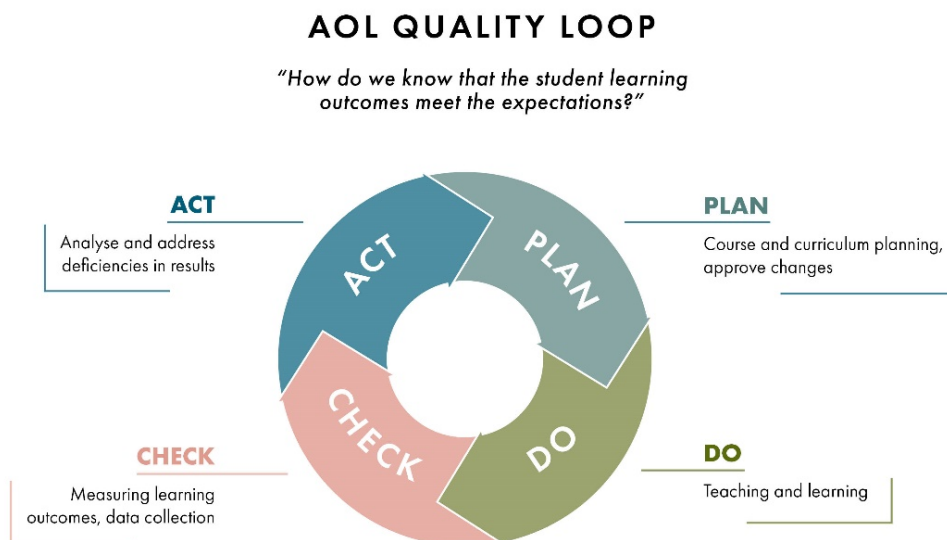 AOL QUALITY LOOP
“How do we know that the student learning
outcomes meet the expectations?”
ACT
Analyse and address
deficiencies in results
PLAN
Course and curriculum planning,
approve changes
ACT
PLAN
CHECK
DO
CHECK
Measuring learning
outcomes, data collection
DO
Teaching and learning